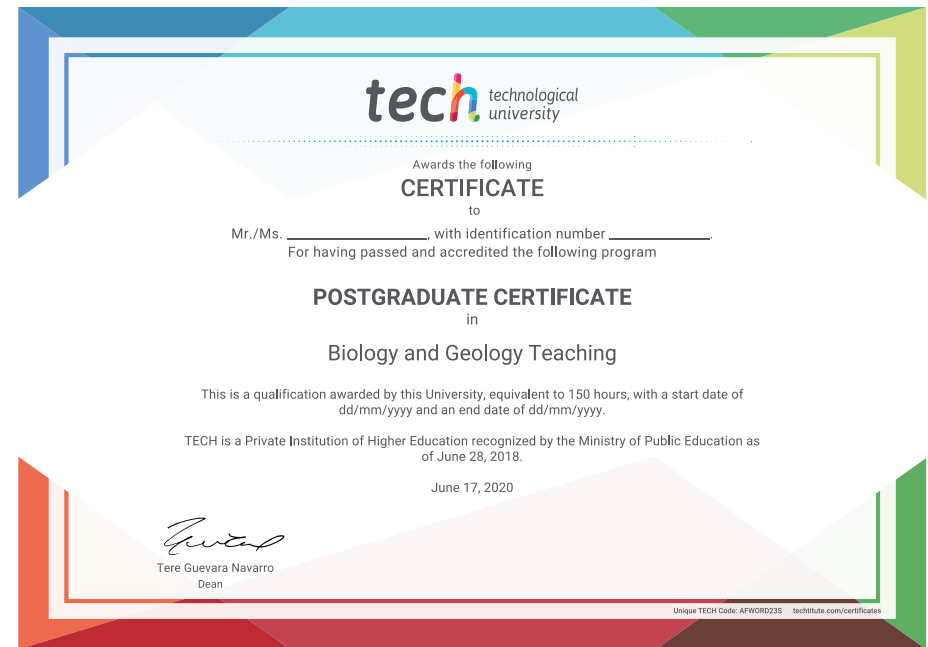 tech technological
university
Awards the following
CERTIFICATE
to
Mr./Ms. ____________________, with identification number ______________.
For having passed and accredited the following program
POSTGRADUATE CERTIFICATE
in
Biology and Geology Teaching
This is a qualification awarded by this University, equivalent to 150 hours, with a start date of
dd/mm/yyyy and an end date of dd/mm/yyyy.
TECH is a Private Institution of Higher Education recognized by the Ministry of Public Education as
of June 28, 2018.
June 17, 2020
Tere Guevara Navarro
Dean
Unique TECH Code: AFWORD23S techtitute.com/certificates